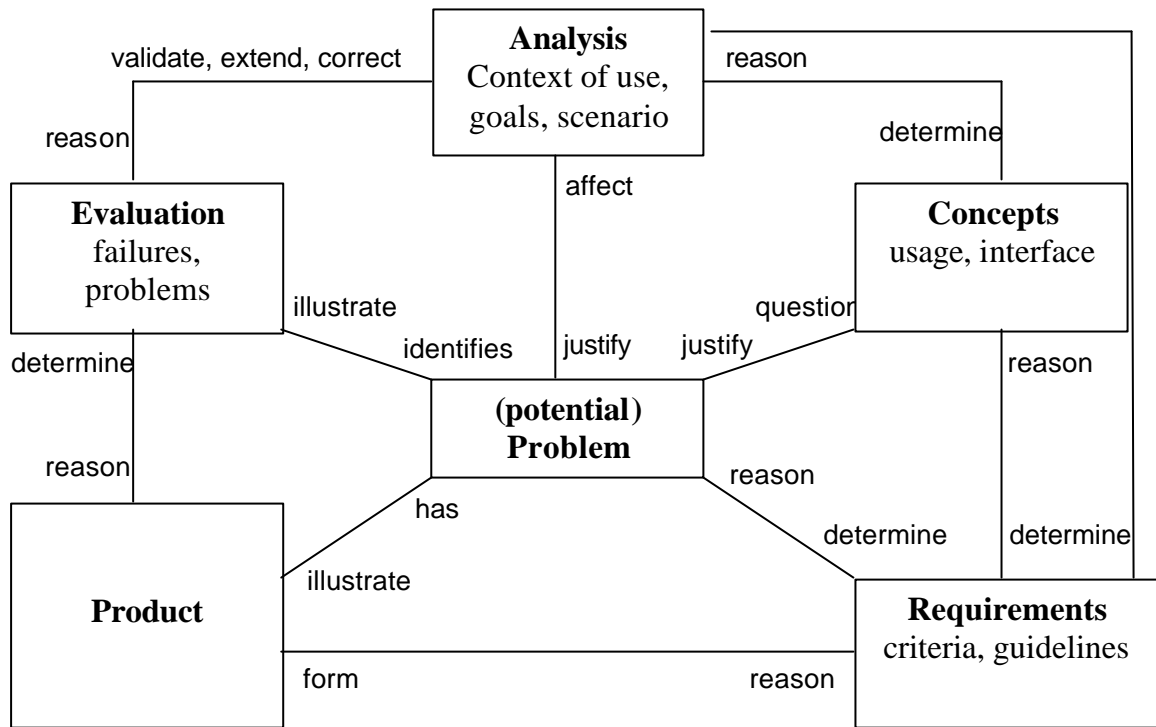 Analysis
Context of use,
goals, scenario
validate, extend, correct
reason
reason
determine
affect
Evaluation
failures,
problems
Concepts
usage, interface
illustrate
question
determine
identifies
justify
justify
reason
(potential)
Problem
reason
reason
has
determine
determine
illustrate
Product
Requirements
criteria, guidelines
form
reason